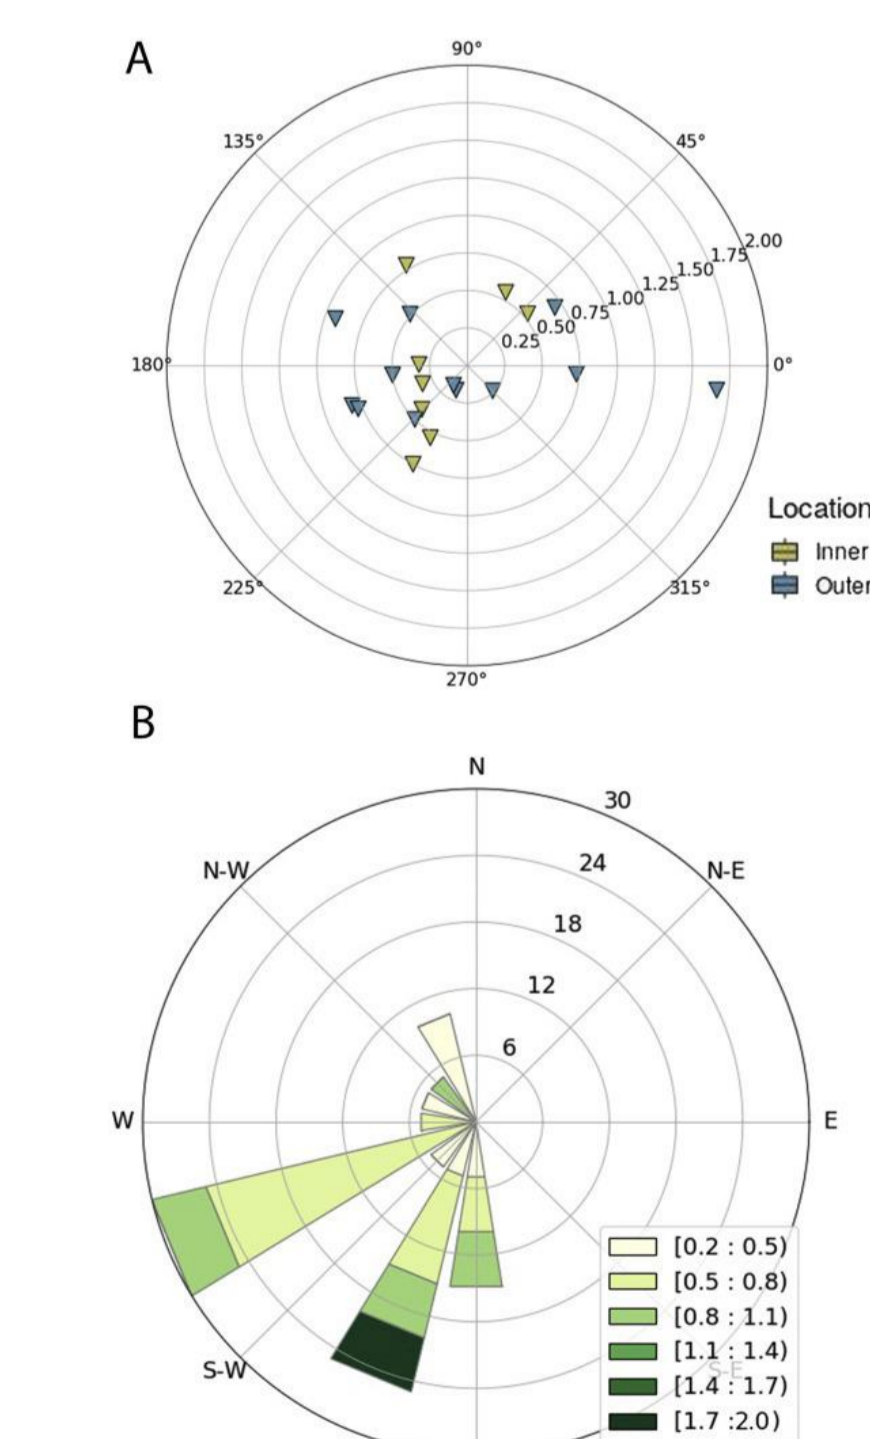 A
90°
135°
45°
2.00
1.75
1.50
1.25
1.00
0.75
0.50
0.25
180°
0°
Location
Inner
Outer
225°
315°
270°
B
N
30
N-W
24
N-E
18
12
6
W
E
[0.2 : 0.5)
[0.5 : 0.8)
[0.8 : 1.1)
[1.1 : 1.4)
S-W
S-E
[1.4 : 1.7)
[1.7 :2.0)